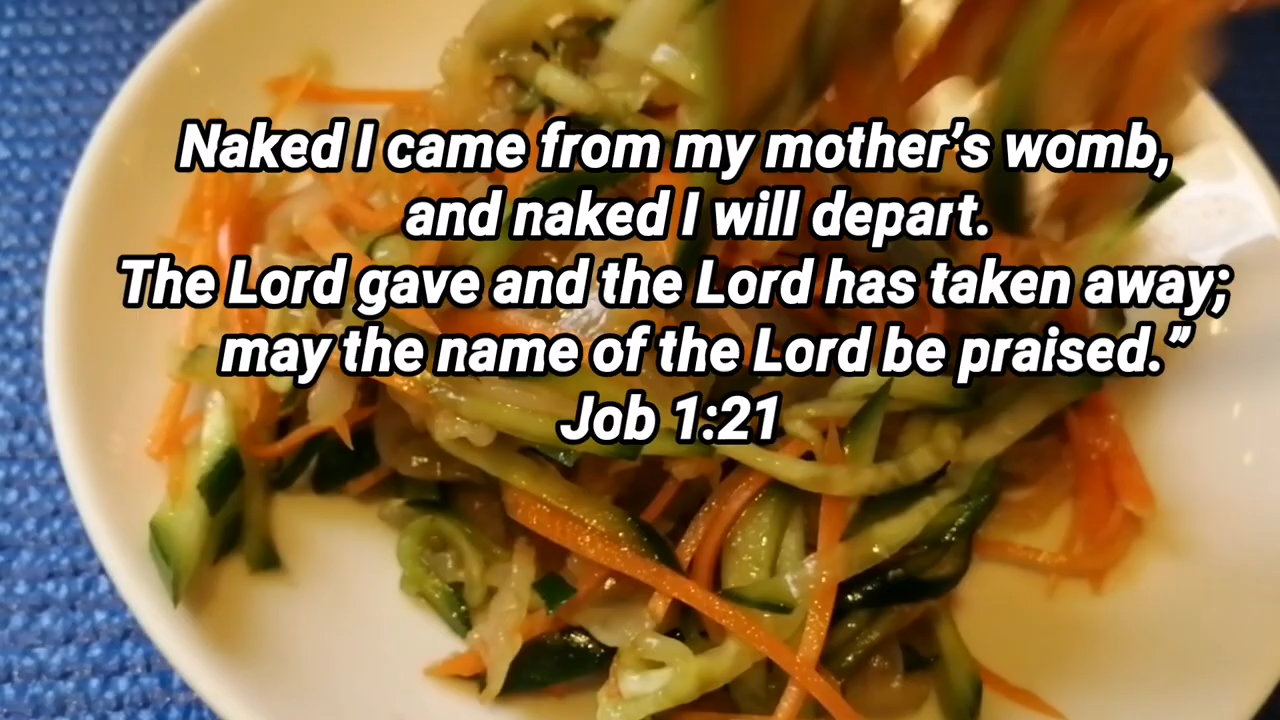 Naked I came from my mother’s womb,
and naked I will depart.
The Lord gave and the Lord has taken away;
may the name of the Lord be praised.”
Job 1:21